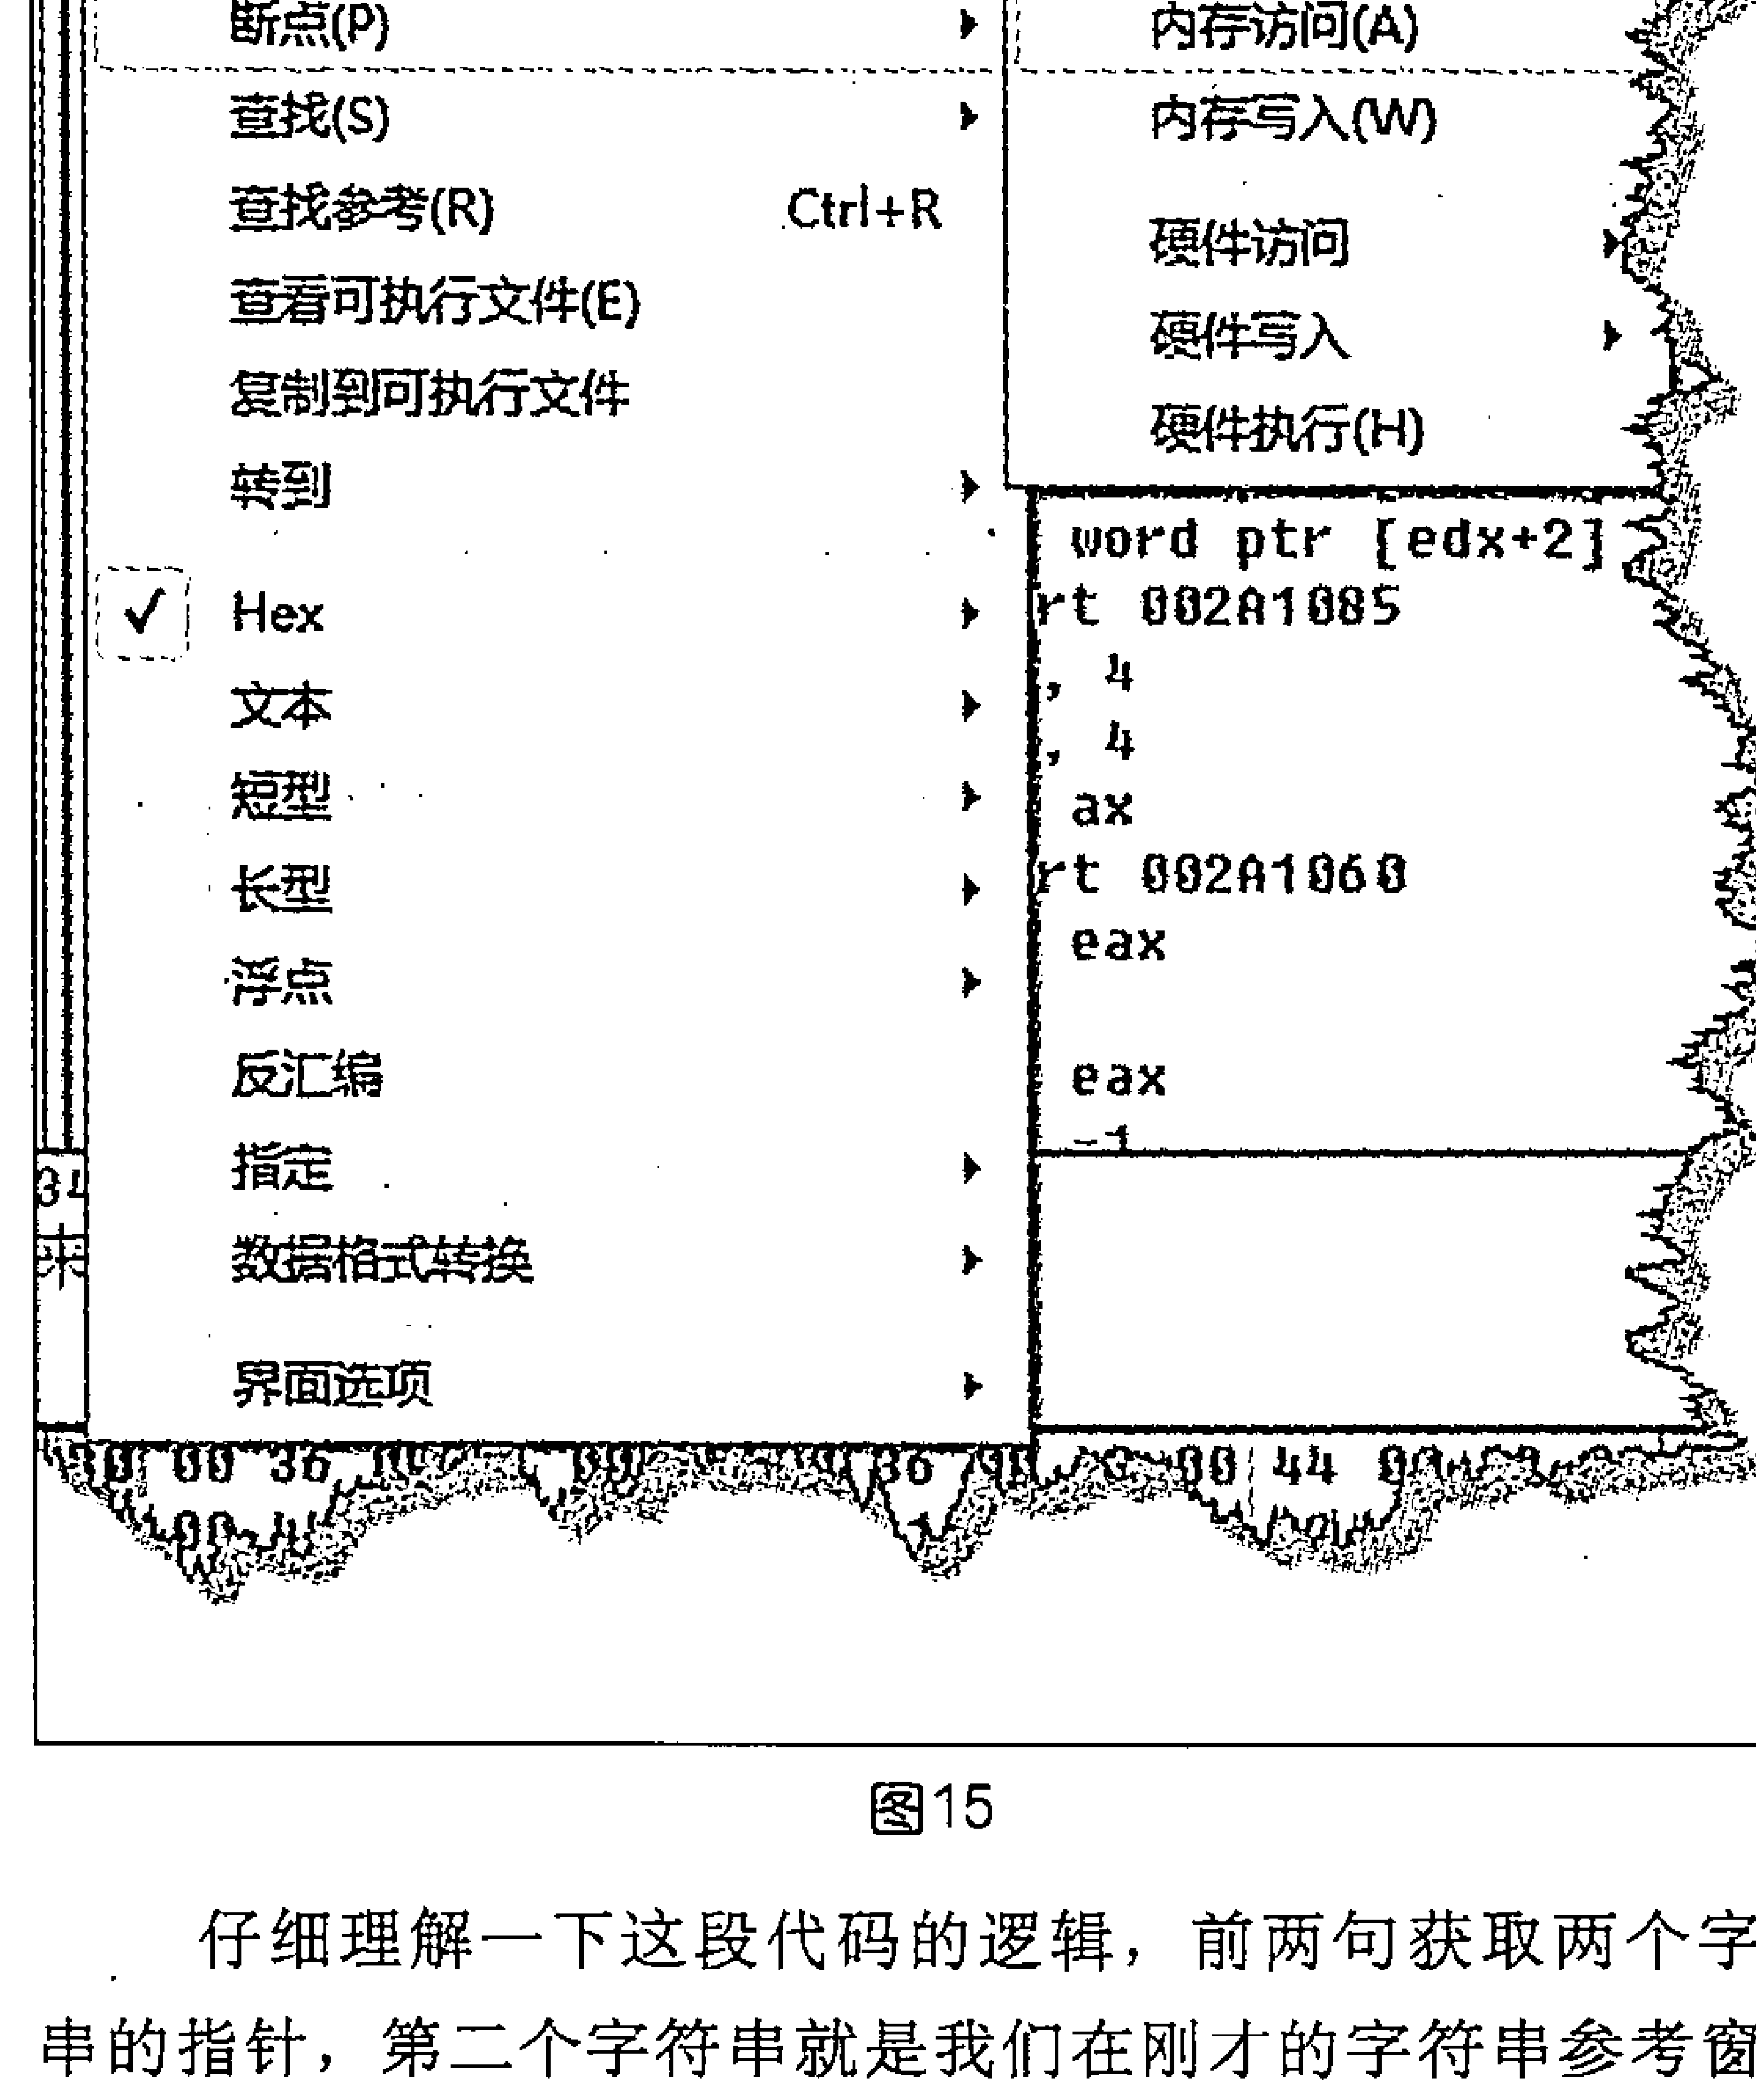 断点(P)
查找(S)
查找参考(R) Ctrl+R
查看可执行文件(E)
复制到可执行文件
转到
Hex
文本
短型
长型
浮点
反汇编
指定
数据格式转换
界面选项
内存访问(A)
内存写入(W)
硬件访问
硬件写入
硬件执行(H)
word ptr [edx+2]
rt 002A1085
, 4
, 4
ax
rt 002A1060
eax
eax
-1
来
00 36
36
00 44
图15
仔细理解一下这段代码的逻辑，前两句获取两个字
串的指针，第二个字符串就是我们在刚才的字符串参考窗